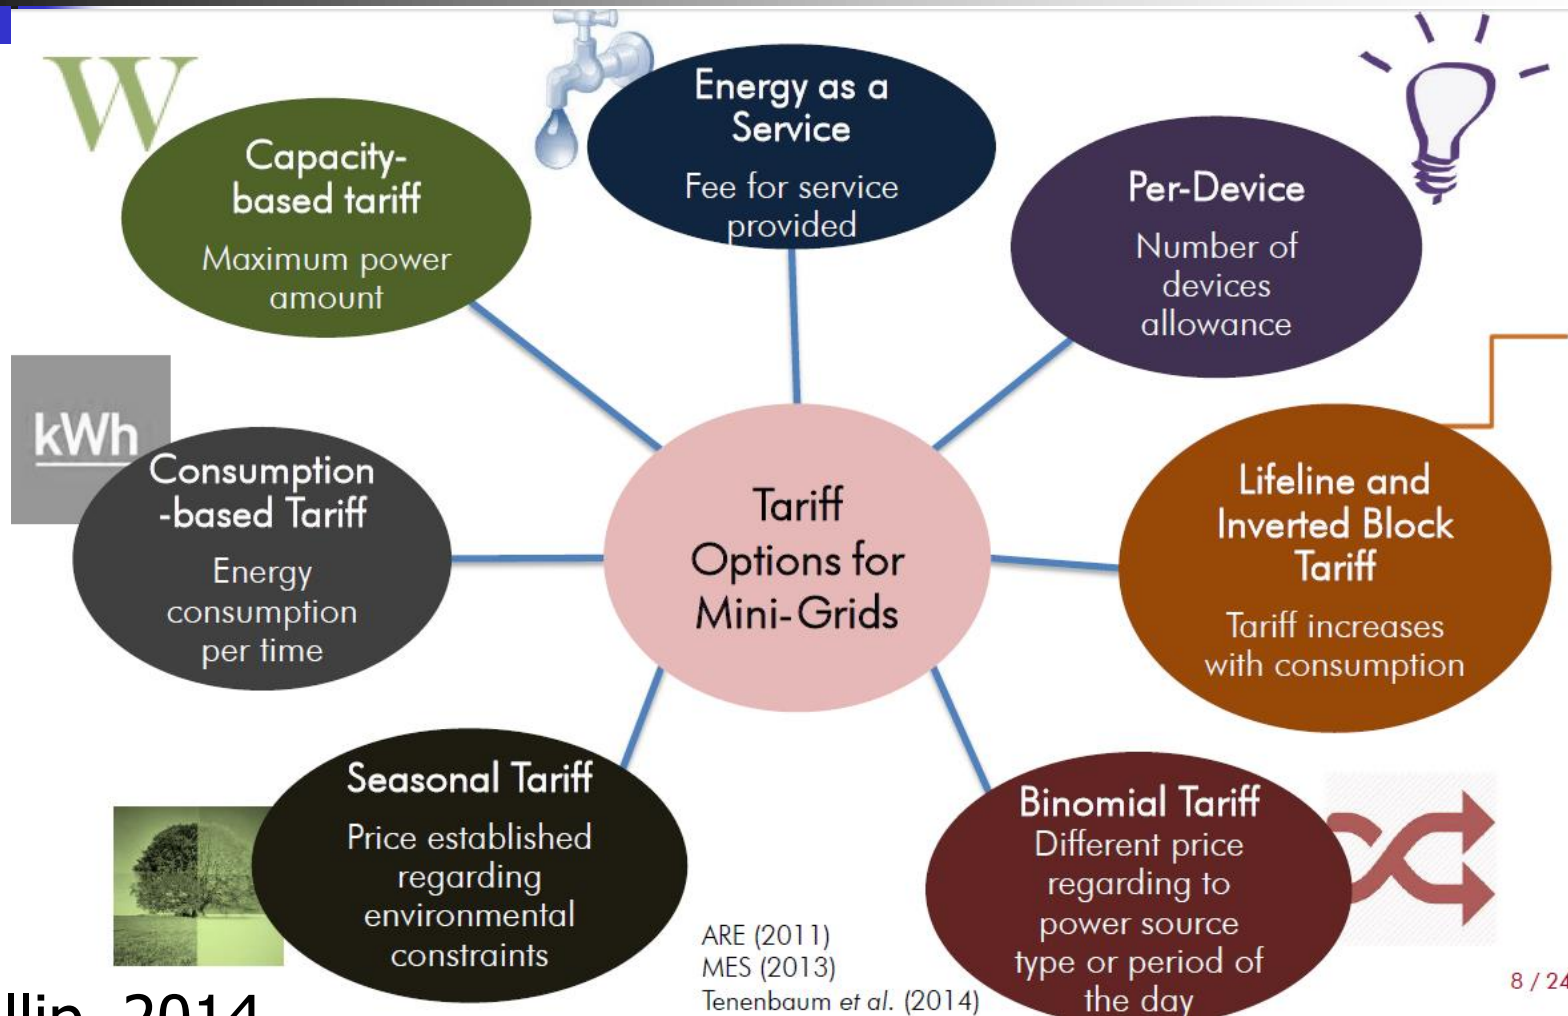 W
Capacity-
based tariff
Maximum power
amount
Energy as a
Service
Fee for service
provided
Per-Device
Number of
devices
allowance
kWh
Consumption
-based Tariff
Energy
consumption
per time
Tariff
Options for
Mini-Grids
Lifeline and
Inverted Block
Tariff
Tariff increases
with consumption
Seasonal Tariff
Price established
regarding
environmental
constraints
Binomial Tariff
Different price
regarding to
power source
type or period of
the day
ARE (2011)
MES (2013)
Tenenbaum et al. (2014)
8 / 24
2014